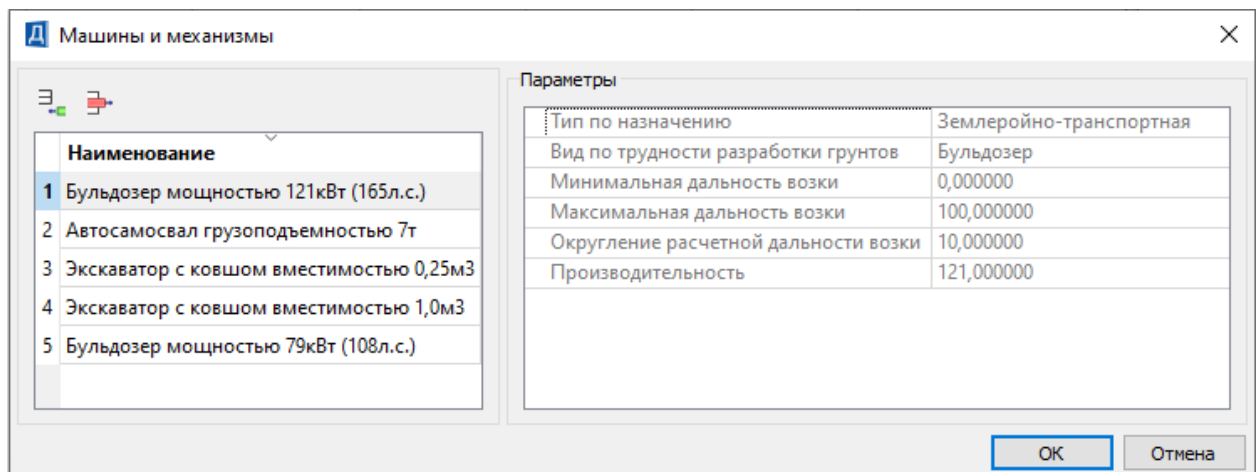 Д Машины и механизмы
Параметры
Наименование
1 Бульдозер мощностью 121кВт (165л.с.)
2 Автосамосвал грузоподъемностью 7т
3 Экскаватор с ковшом вместимостью 0,25м3
4 Экскаватор с ковшом вместимостью 1,0м3
5 Бульдозер мощностью 79кВт (108л.с.)
Тип по назначению Землеройно-транспортная
Вид по трудности разработки грунтов Бульдозер
Минимальная дальность возки 0,000000
Максимальная дальность возки 100,000000
Округление расчетной дальности возки 10,000000
Производительность 121,000000
ОК Отмена